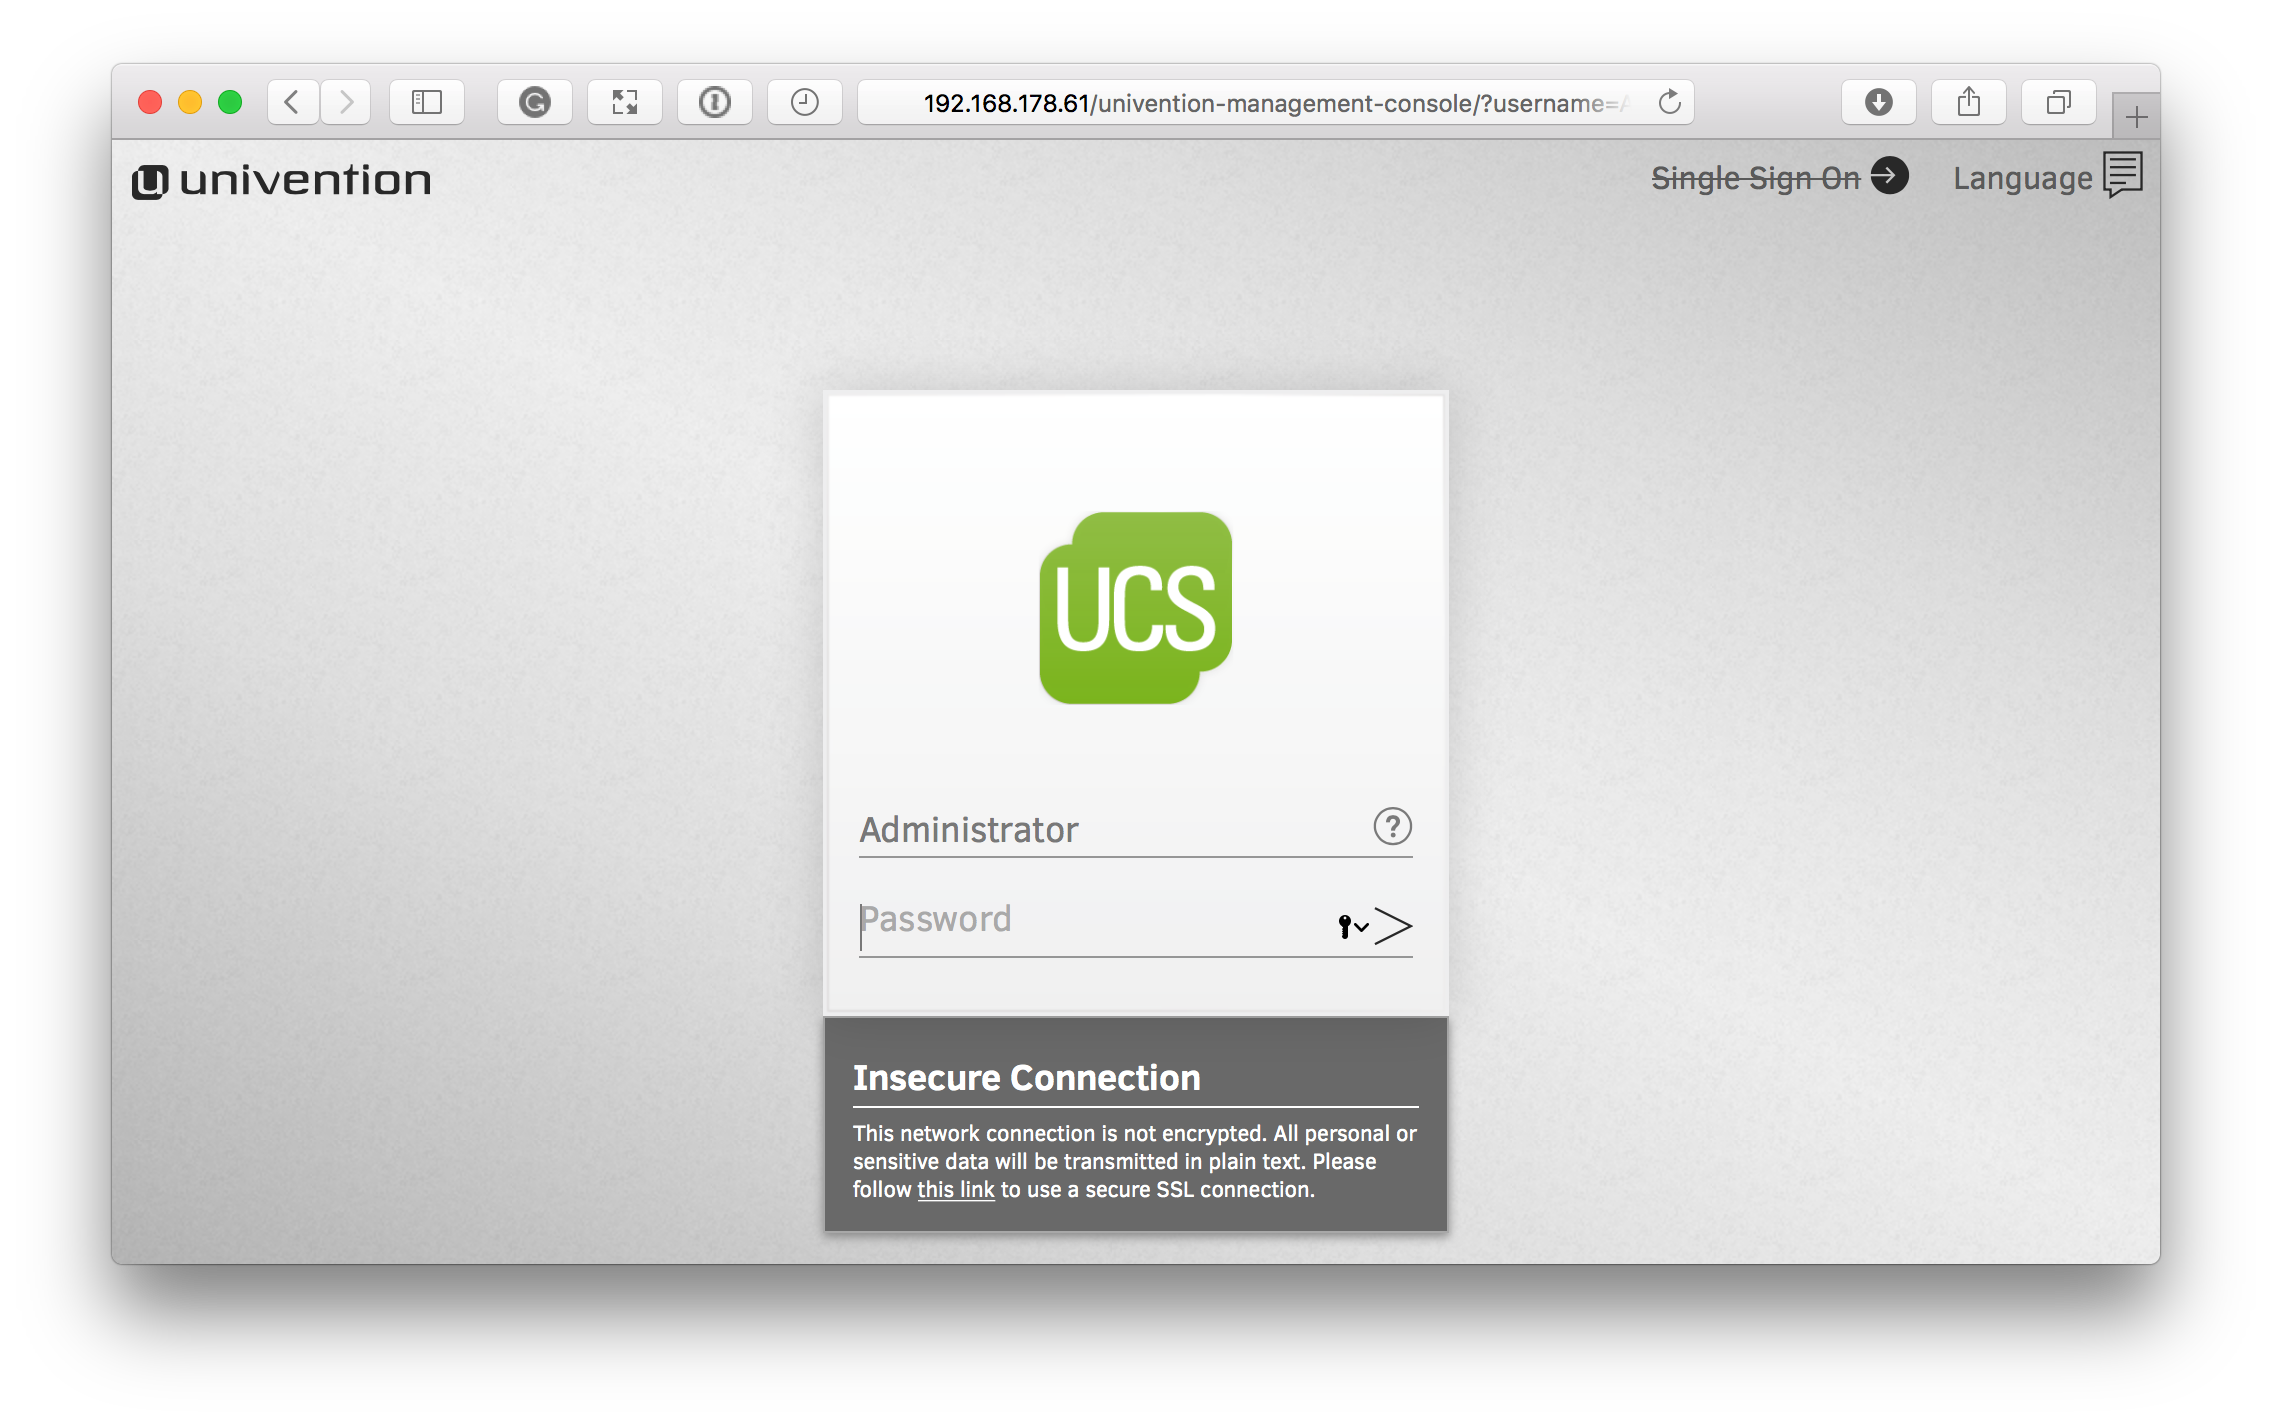 192.168.178.61/univention-management-console/?username=A
univention
Single Sign On
Language
UCS
Administrator
?
Password
Insecure Connection
This network connection is not encrypted. All personal or
sensitive data will be transmitted in plain text. Please
follow this link to use a secure SSL connection.